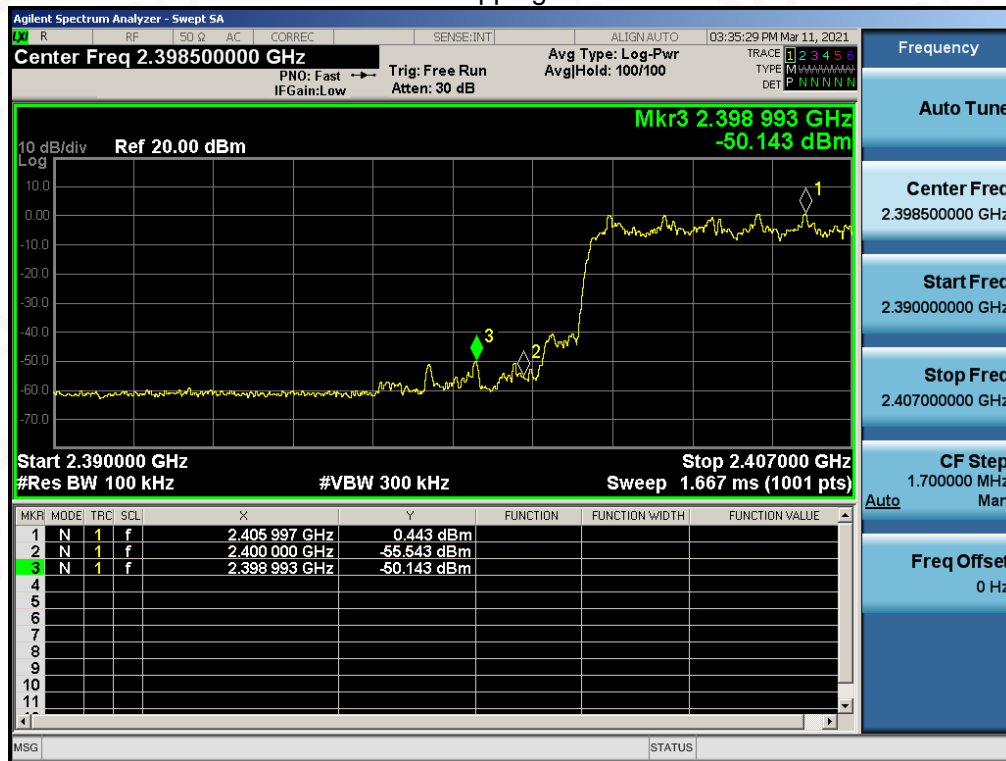 Agilent Spectrum Analyzer - Swept SA
LXI R RF 50 Ω AC CORREC SENSE:INT ALIGN AUTO 03:35:29 PM Mar 11, 2021
Center Freq 2.398500000 GHz
PNO: Fast
IFGain:Low
Trig: Free Run
Atten: 30 dB
Avg Type: Log-Pwr
Avg|Hold: 100/100
TRACE 1 2 3 4 5 6
TYPE M
DET P N N N N N
Mkr3 2.398 993 GHz
-50.143 dBm
10 dB/div Ref 20.00 dBm
Log
10.0
0.00
-10.0
-20.0
-30.0
-40.0
-50.0
-60.0
-70.0
1
3
2
Start 2.390000 GHz Stop 2.407000 GHz
#Res BW 100 kHz #VBW 300 kHz Sweep 1.667 ms (1001 pts)
MKR MODE TRC SCL X Y FUNCTION FUNCTION WIDTH FUNCTION VALUE
1 N 1 f 2.405 997 GHz 0.443 dBm
2 N 1 f 2.400 000 GHz -55.543 dBm
3 N 1 f 2.398 993 GHz -50.143 dBm
4
5
6
7
8
9
10
11
MSG STATUS
Frequency
Auto Tune
Center Freq
2.398500000 GHz
Start Freq
2.390000000 GHz
Stop Freq
2.407000000 GHz
CF Step
1.700000 MHz
Auto Man
Freq Offset
0 Hz